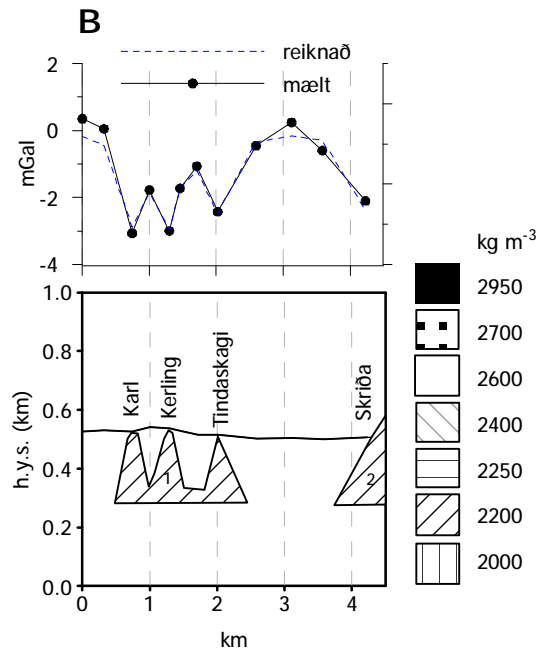 B
reiknað
mælt
2
0
-2
-4
mGal
kg m-3
2950
2700
2600
2400
2250
2200
2000
1.0
0.8
0.6
0.4
0.2
0.0
h.y.s. (km)
Karl
Kerling
Tindaskagi
Skriða
1
2
0 1 2 3 4
km